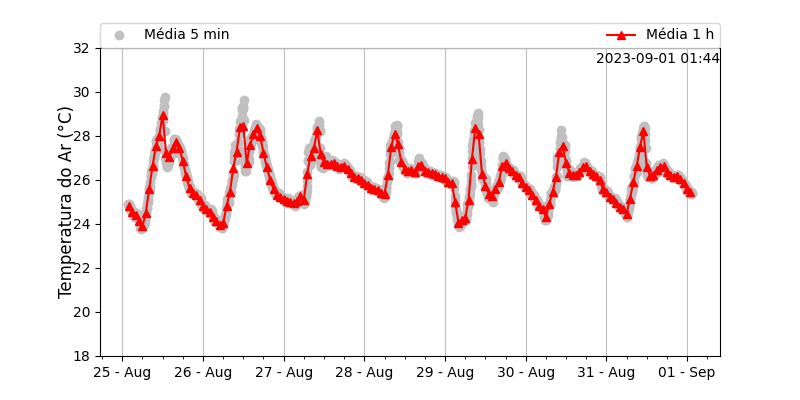 Média 5 min
Média 1 h
2023-09-01 01:44
Temperatura do Ar (°C)
32
30
28
26
24
22
20
18
25 - Aug
26 - Aug
27 - Aug
28 - Aug
29 - Aug
30 - Aug
31 - Aug
01 - Sep